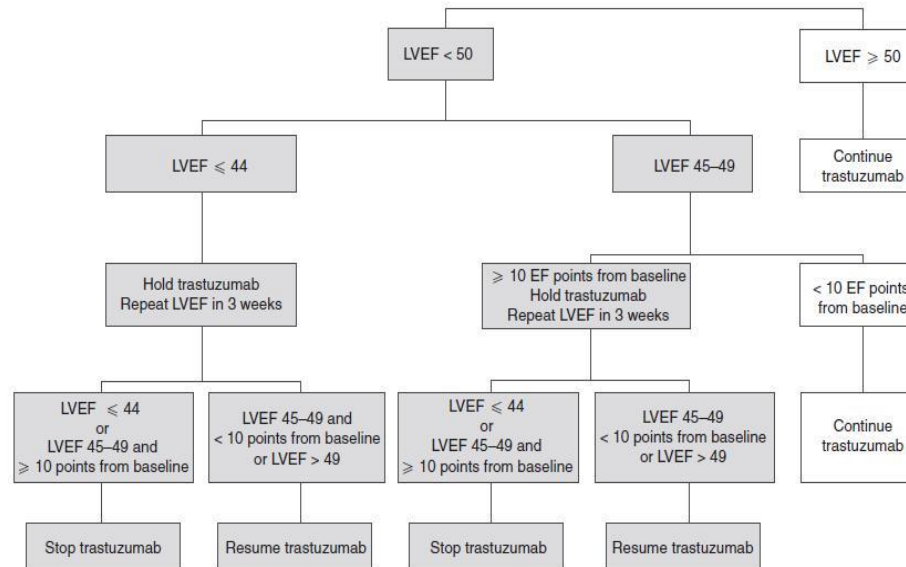 LVEF < 50
LVEF ⩾ 50
LVEF ⩽ 44
LVEF 45–49
Continue
trastuzumab
Hold trastuzumab
Repeat LVEF in 3 weeks
⩾ 10 EF points from baseline
Hold trastuzumab
Repeat LVEF in 3 weeks
< 10 EF points
from baseline
LVEF ⩽ 44
or
LVEF 45–49 and
⩾ 10 points from baseline
LVEF 45–49 and
< 10 points from baseline
or LVEF > 49
LVEF ⩽ 44
or
LVEF 45–49 and
⩾ 10 points from baseline
LVEF 45–49
< 10 points from baseline
or LVEF > 49
Continue
trastuzumab
Stop trastuzumab
Resume trastuzumab
Stop trastuzumab
Resume trastuzumab